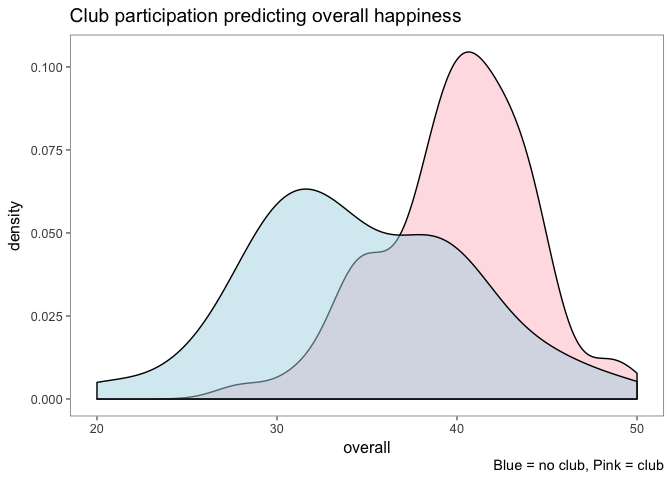 Club participation predicting overall happiness
0.100
0.075
0.050
0.025
0.000
density
20 30 40 50
overall
Blue = no club, Pink = club